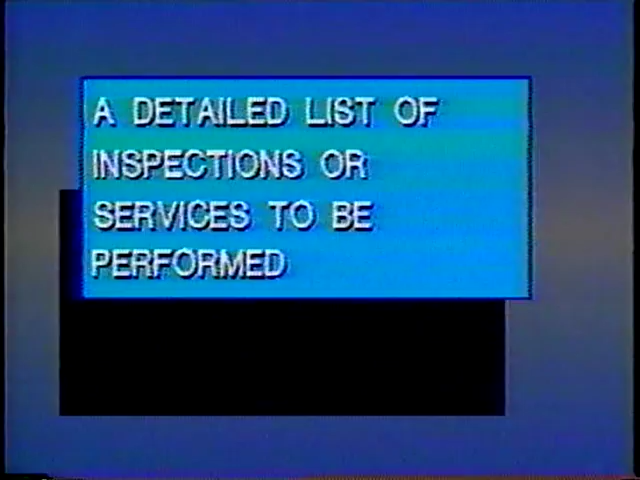 A DETAILED LIST OF
INSPECTIONS OR
SERVICES TO BE
PERFORMED